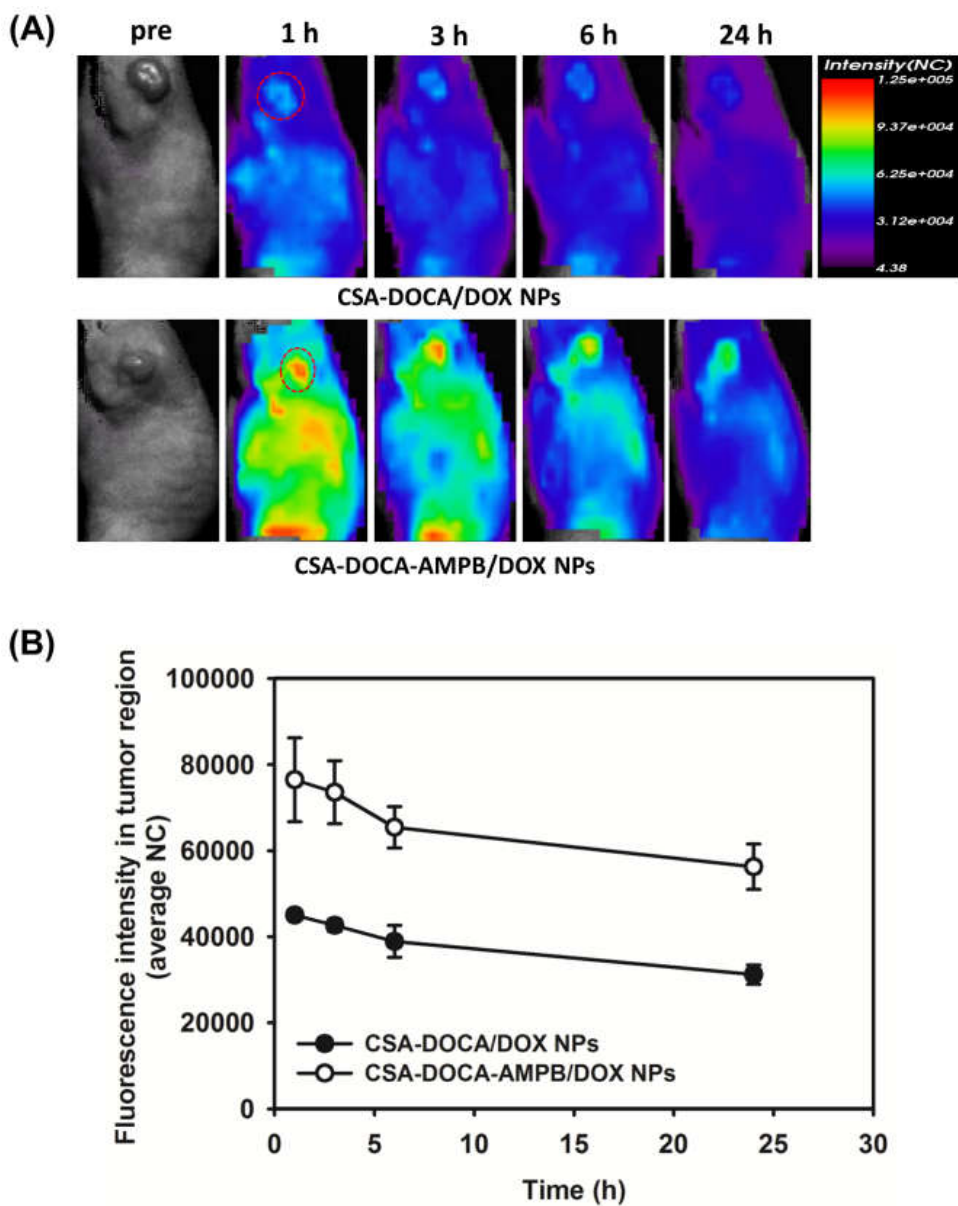 (A)
pre 1 h 3 h 6 h 24 h
Intensity(NC)
1.25e+005
9.37e+004
6.25e+004
3.12e+004
4.38
CSA-DOCA/DOX NPs
CSA-DOCA-AMPB/DOX NPs
(B)
Fluorescence intensity in tumor region
(average NC)
100000
80000
60000
40000
20000
0
CSA-DOCA/DOX NPs
CSA-DOCA-AMPB/DOX NPs
0 5 10 15 20 25 30
Time (h)